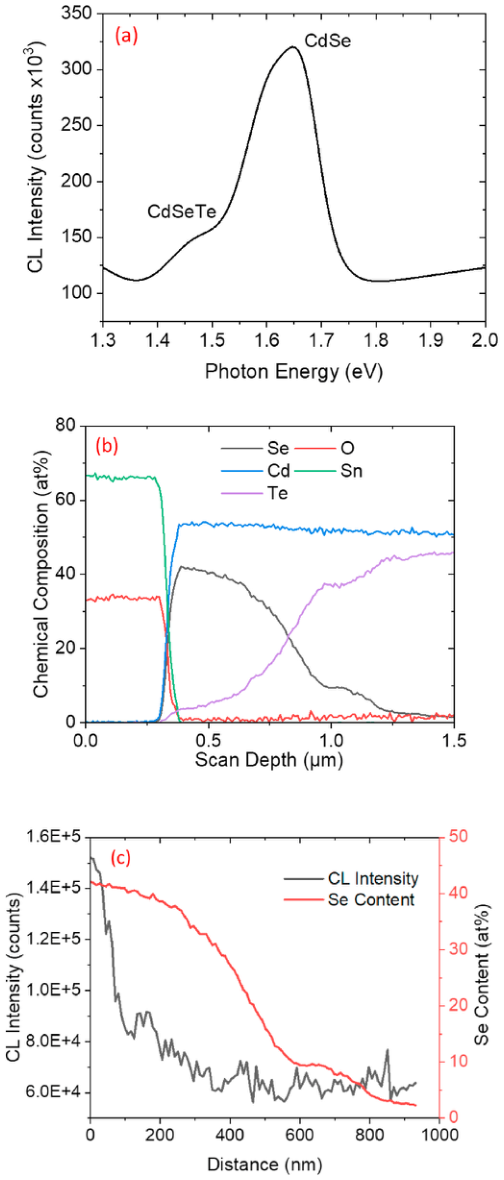 (a)
CdSe
CdSeTe
350
300
250
200
150
100
CL Intensity (counts x10³)
1.3 1.4 1.5 1.6 1.7 1.8 1.9 2.0
Photon Energy (eV)
(b)
Se O
Cd Sn
Te
80
60
40
20
0
Chemical Composition (at%)
0.0 0.5 1.0 1.5
Scan Depth (μm)
(c)
CL Intensity
Se Content
1.6E+5
1.4E+5
1.2E+5
1.0E+5
8.0E+4
6.0E+4
CL Intensity (counts)
50
40
30
20
10
0
Se Content (at%)
0 200 400 600 800 1000
Distance (nm)